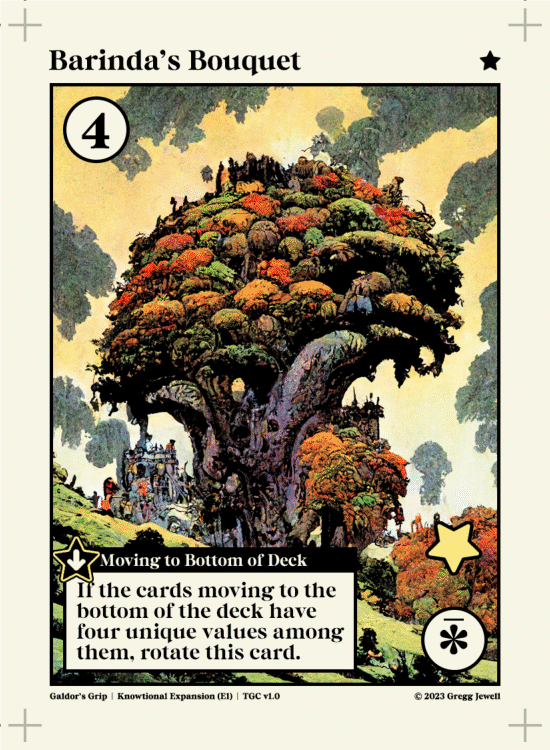 Barinda's Bouquet
4
Moving to Bottom of Deck
If the cards moving to the
bottom of the deck have
four unique values among
them, rotate this card.
Galdor's Grip | Knowtional Expansion (E1) | TGC v1.0
© 2023 Gregg Jewell